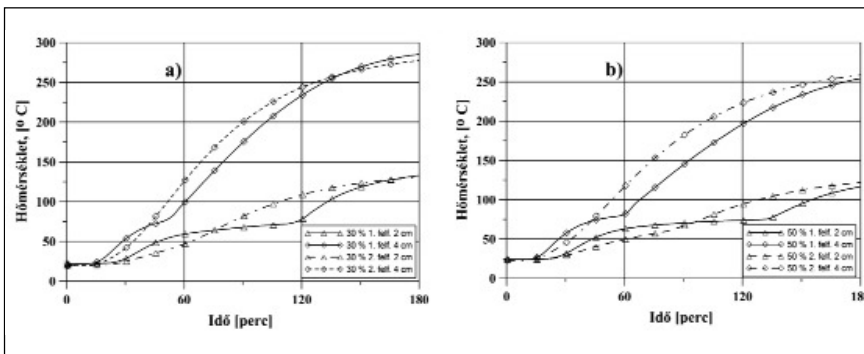 a)
300
250
200
150
100
50
0
Hőmérséklet, [º C]
0 60 120 180
Idő [perc]
30 % 1. felf. 2 cm
30 % 1. felf. 4 cm
30 % 2. felf. 2 cm
30 % 2. felf. 4 cm
b)
300
250
200
150
100
50
0
Hőmérséklet, [º C]
0 60 120 180
Idő [perc]
50 % 1. felf. 2 cm
50 % 1. felf. 4 cm
50 % 2. felf. 2 cm
50 % 2. felf. 4 cm